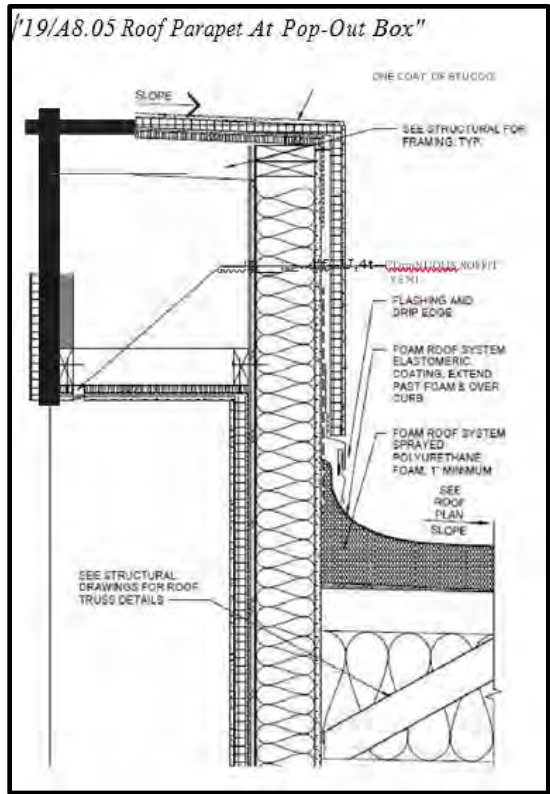 '19/A8.05 Roof Parapet At Pop-Out Box"
ONE COAT OF STUCCO
SLOPE
SEE STRUCTURAL FOR
FRAMING, TYP.
FLASHING AND
DRIP EDGE
FOAM ROOF SYSTEM
ELASTOMERIC
COATING, EXTEND
PAST FOAM & OVER
CURB
FOAM ROOF SYSTEM
SPRAYED
POLYURETHANE
FOAM, 1" MINIMUM
SEE
ROOF
PLAN
SLOPE
SEE STRUCTURAL
DRAWINGS FOR ROOF
TRUSS DETAILS